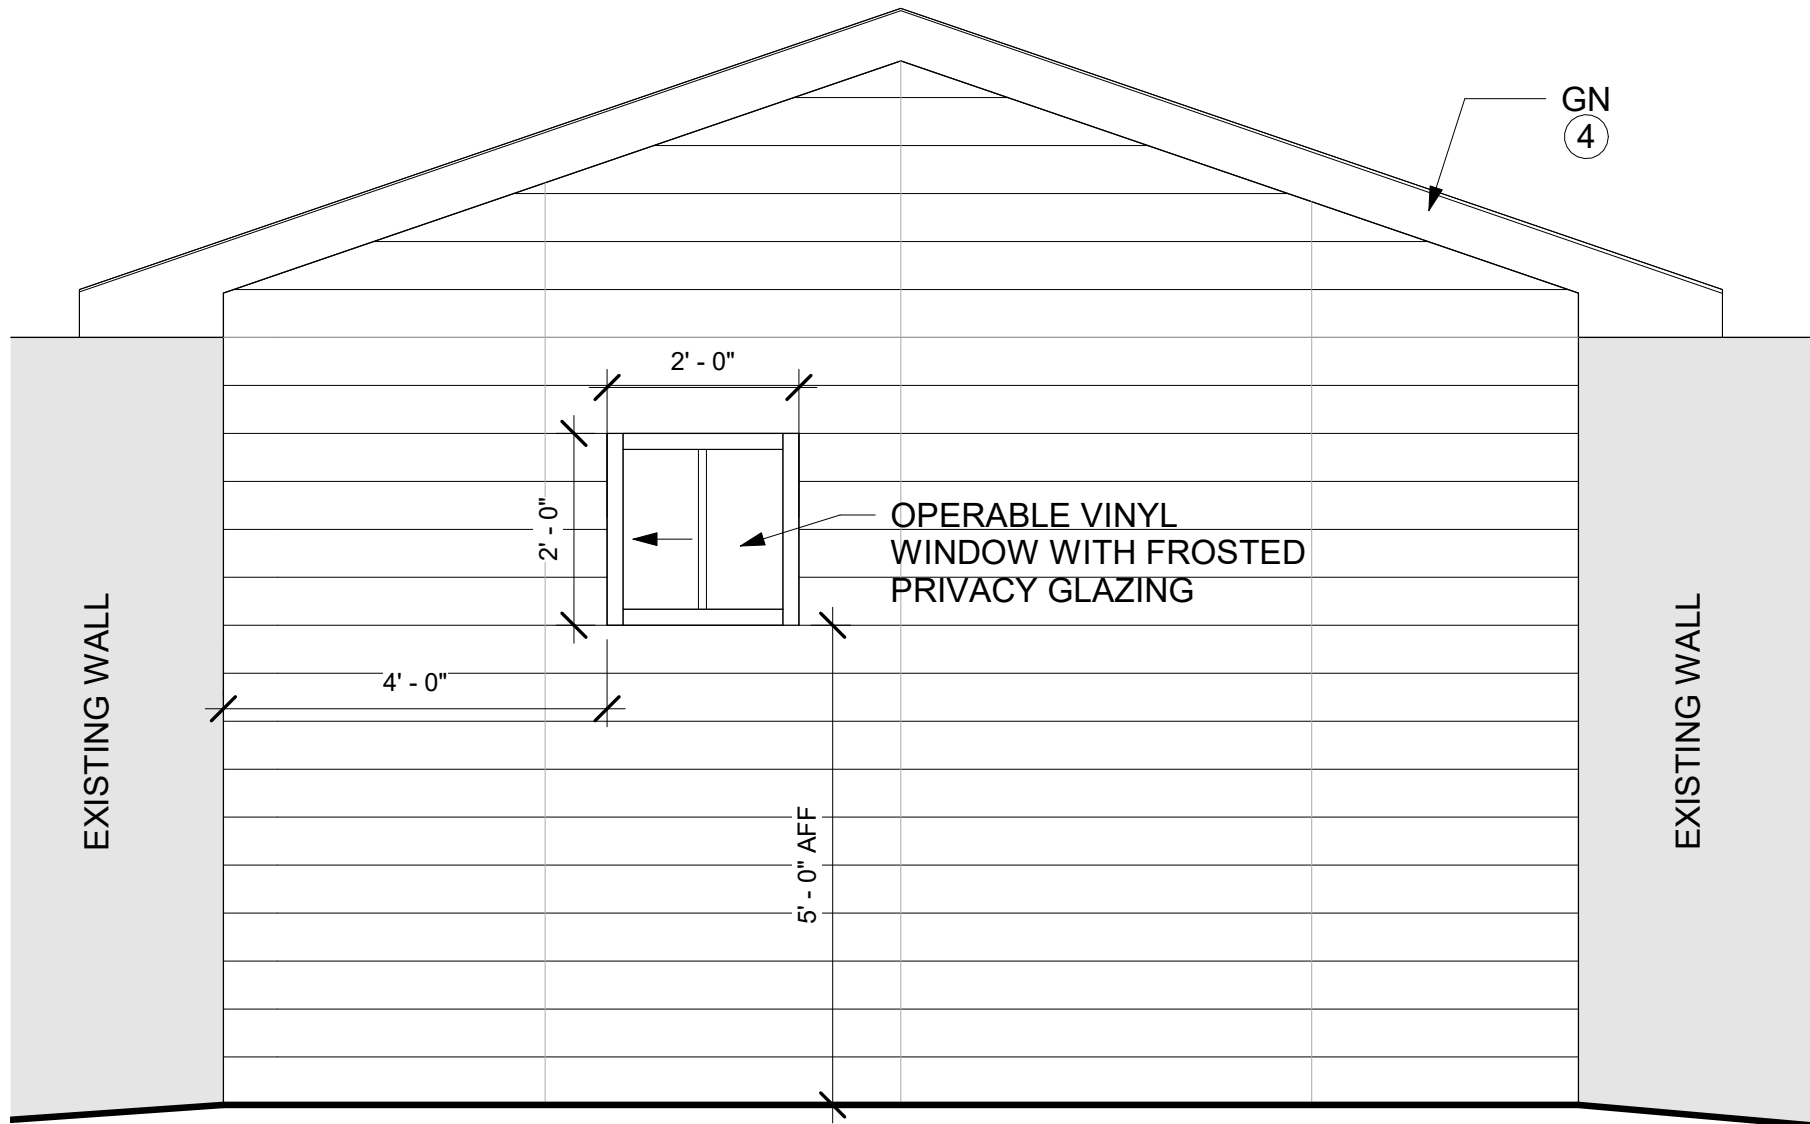 GN
4
2' - 0"
2' - 0"
OPERABLE VINYL
WINDOW WITH FROSTED
PRIVACY GLAZING
4' - 0"
5' - 0" AFF
EXISTING WALL
EXISTING WALL